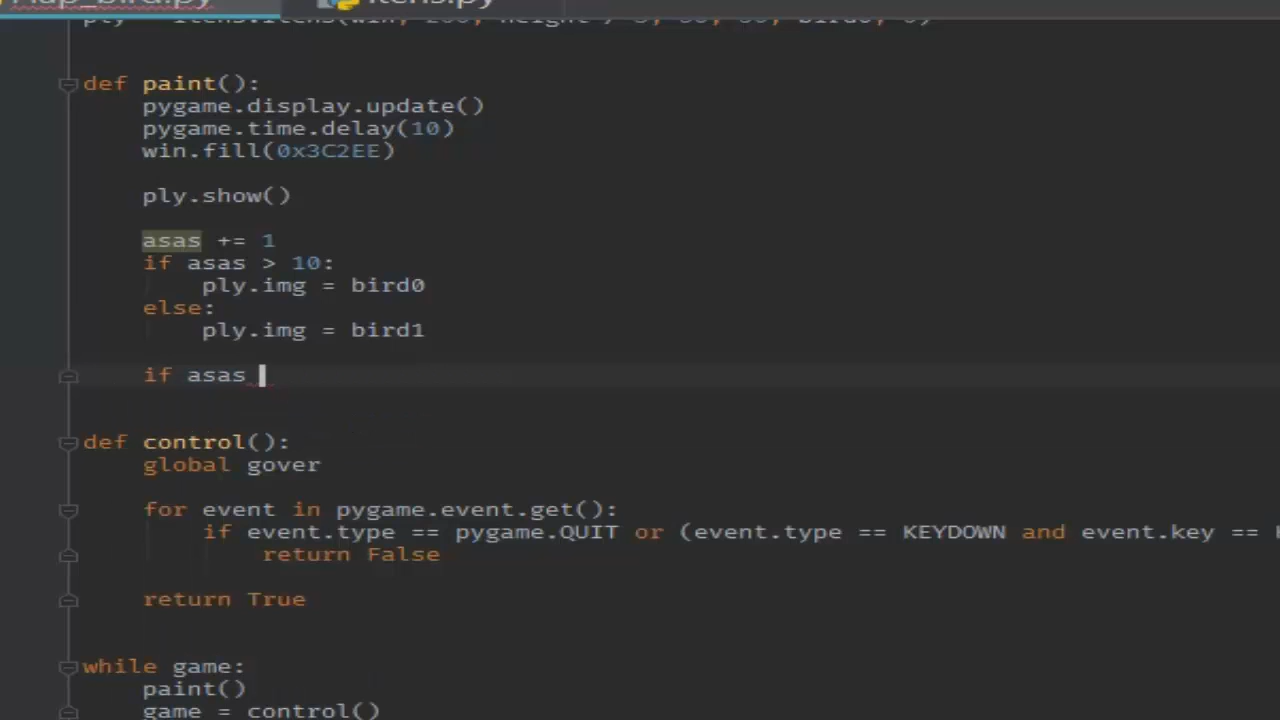 itens.py
def paint():
pygame.display.update()
pygame.time.delay(10)
win.fill(0x3C2EE)
ply.show()
asas += 1
if asas > 10:
ply.img = bird0
else:
ply.img = bird1
if asas
def control():
global gover
for event in pygame.event.get():
if event.type == pygame.QUIT or (event.type == KEYDOWN and event.key ==
return False
return True
while game:
paint()
game = control()